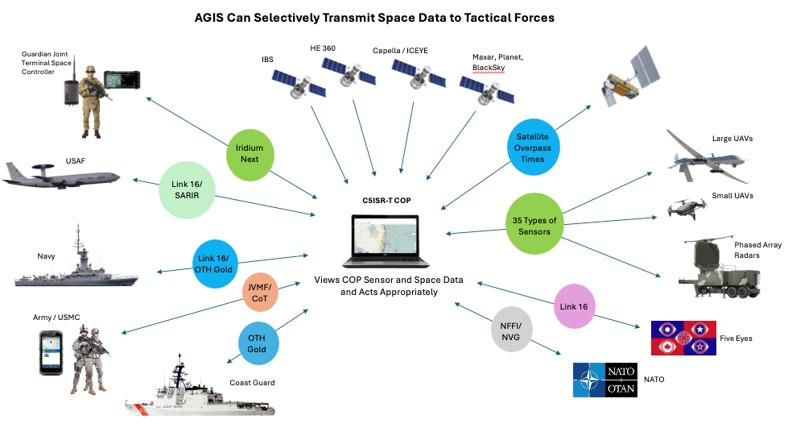 AGIS Can Selectively Transmit Space Data to Tactical Forces
Guardian Joint
Terminal Space
Controller
IBS
HE 360
Capella / ICEYE
Maxar, Planet,
BlackSky
Iridium
Next
Satellite
Overpass
Times
Large UAVs
USAF
Link 16/
SARIR
C5ISR-T COP
35 Types of
Sensors
Small UAVs
Phased Array
Radars
Navy
Link 16/
OTH Gold
Views COP Sensor and Space Data
and Acts Appropriately
JVMF/
CoT
Link 16
Army / USMC
OTH
Gold
NFFI/
NVG
Five Eyes
Coast Guard
NATO
OTAN
NATO